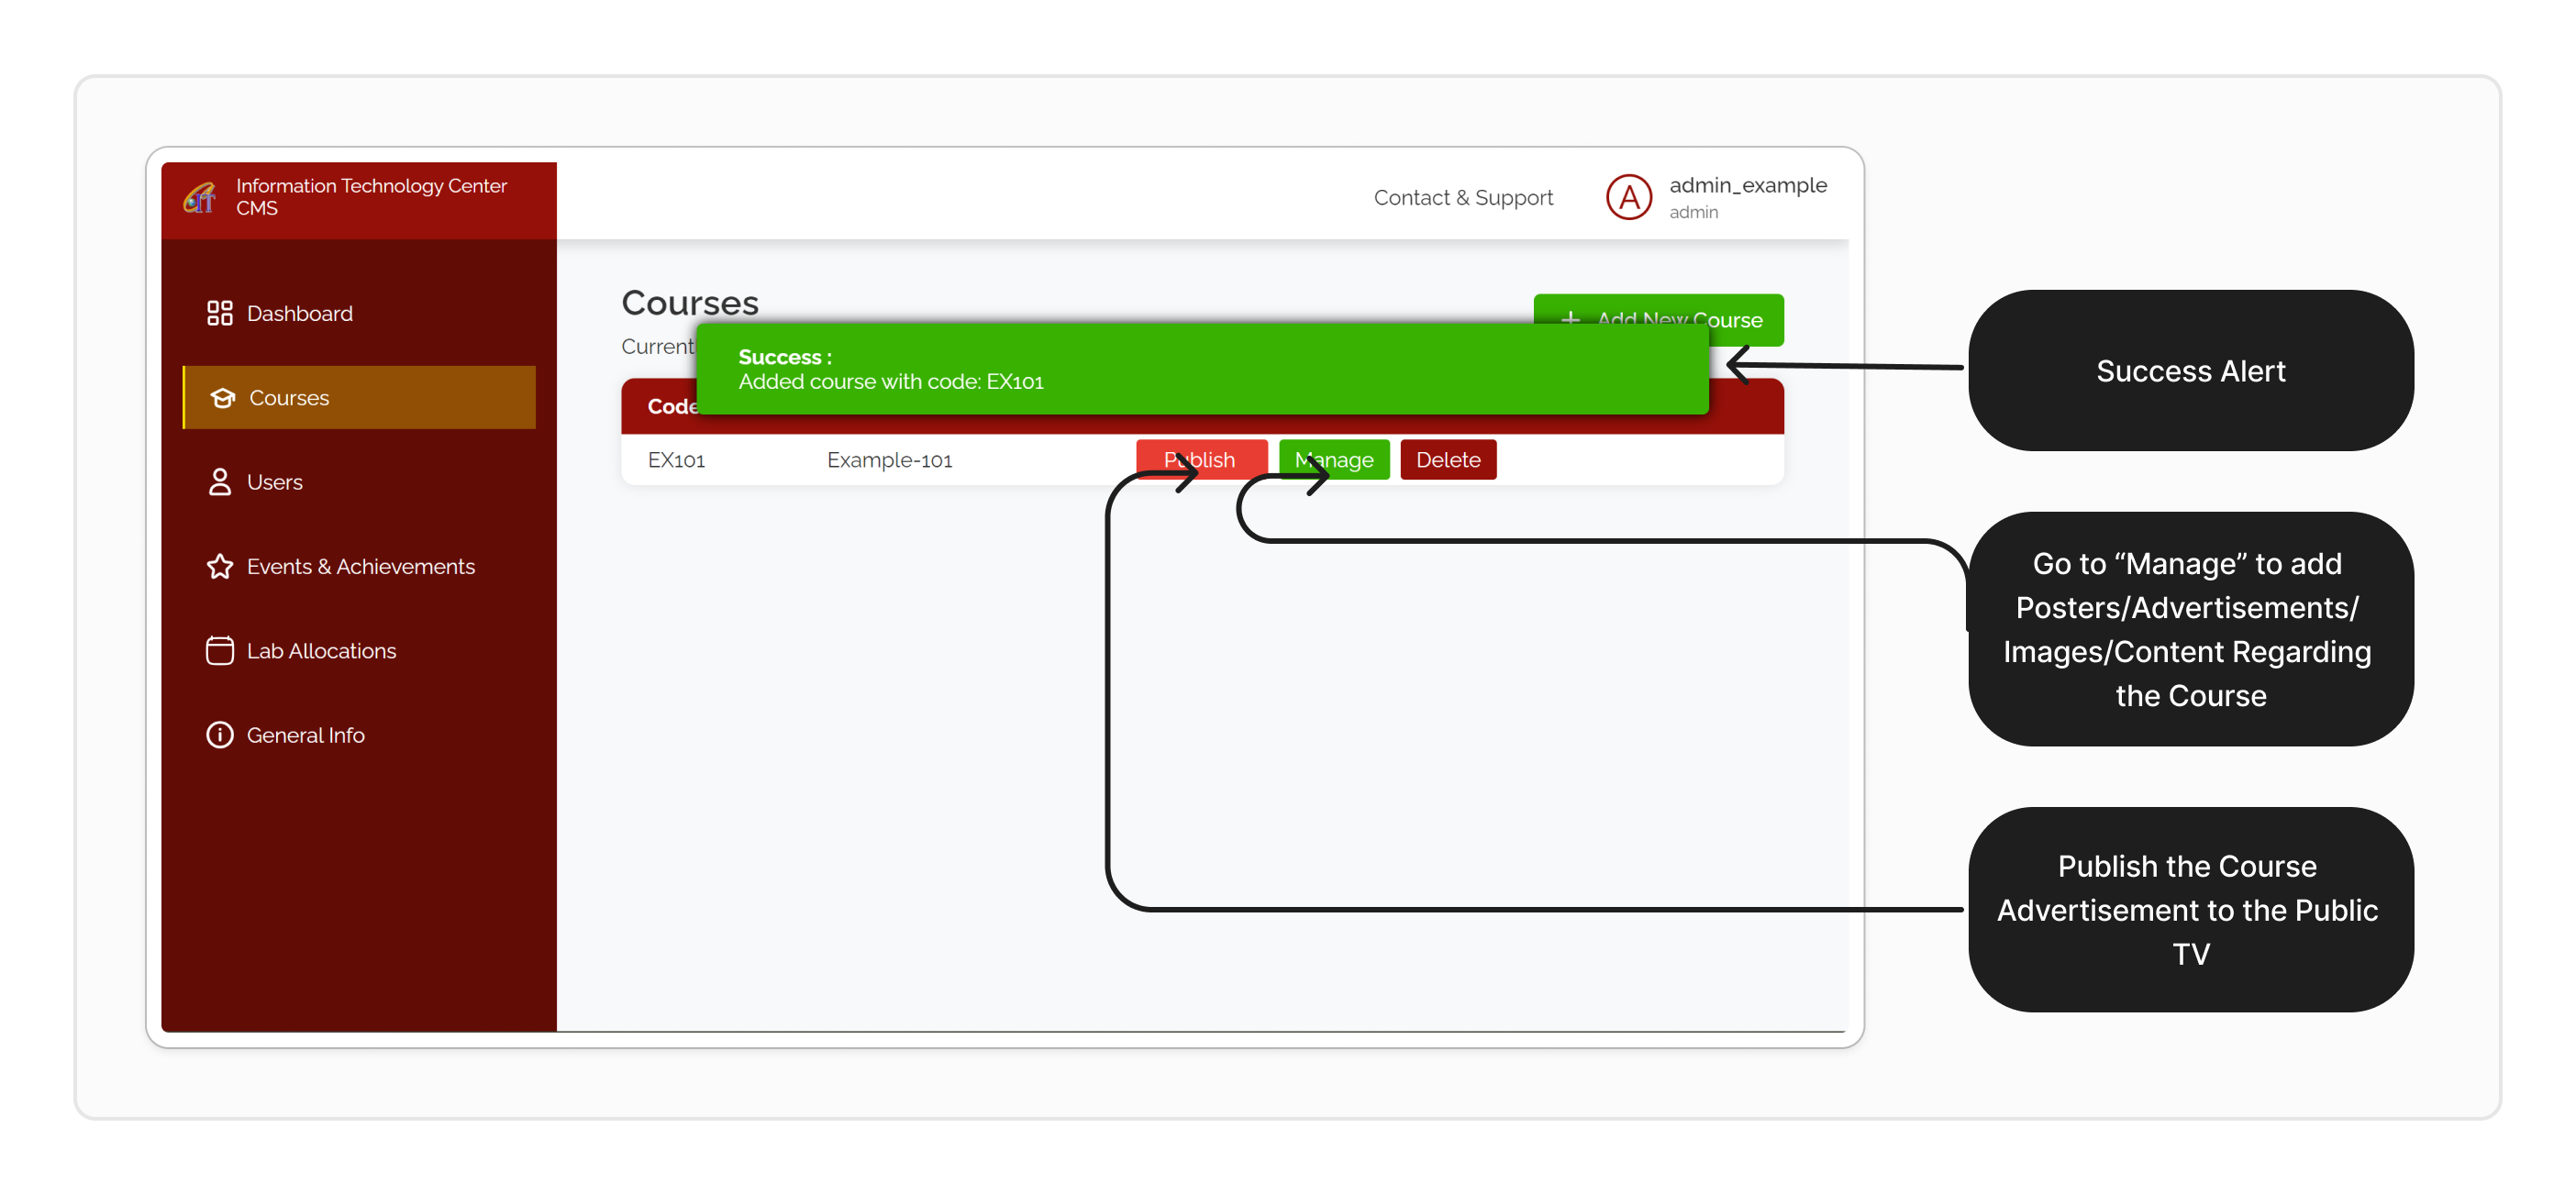 Information Technology Center
CMS
Contact & Support
A
admin_example
admin
Dashboard
Courses
Users
Events & Achievements
Lab Allocations
General Info
Courses
Add New Course
Current
Success :
Added course with code: EX101
Code
EX101 Example-101 Publish Manage Delete
Success Alert
Go to “Manage” to add
Posters/Advertisements/
Images/Content Regarding
the Course
Publish the Course
Advertisement to the Public
TV